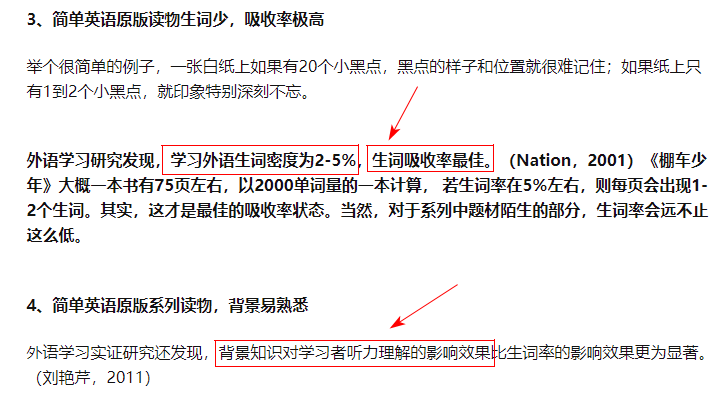 3、简单英语原版读物生词少，吸收率极高
举个很简单的例子，一张白纸上如果有20个小黑点，黑点的样子和位置就很难记住；如果纸上只
有1到2个小黑点，就印象特别深刻不忘。
外语学习研究发现，学习外语生词密度为2-5%，生词吸收率最佳。（Nation，2001）《棚车少
年》大概一本书有75页左右，以2000单词量的一本计算， 若生词率在5%左右，则每页会出现1-
2个生词。其实，这才是最佳的吸收率状态。当然，对于系列中题材陌生的部分，生词率会远不止
这么低。
4、简单英语原版系列读物，背景易熟悉
外语学习实证研究还发现，背景知识对学习者听力理解的影响效果比生词率的影响效果更为显著。
（刘艳芹，2011）